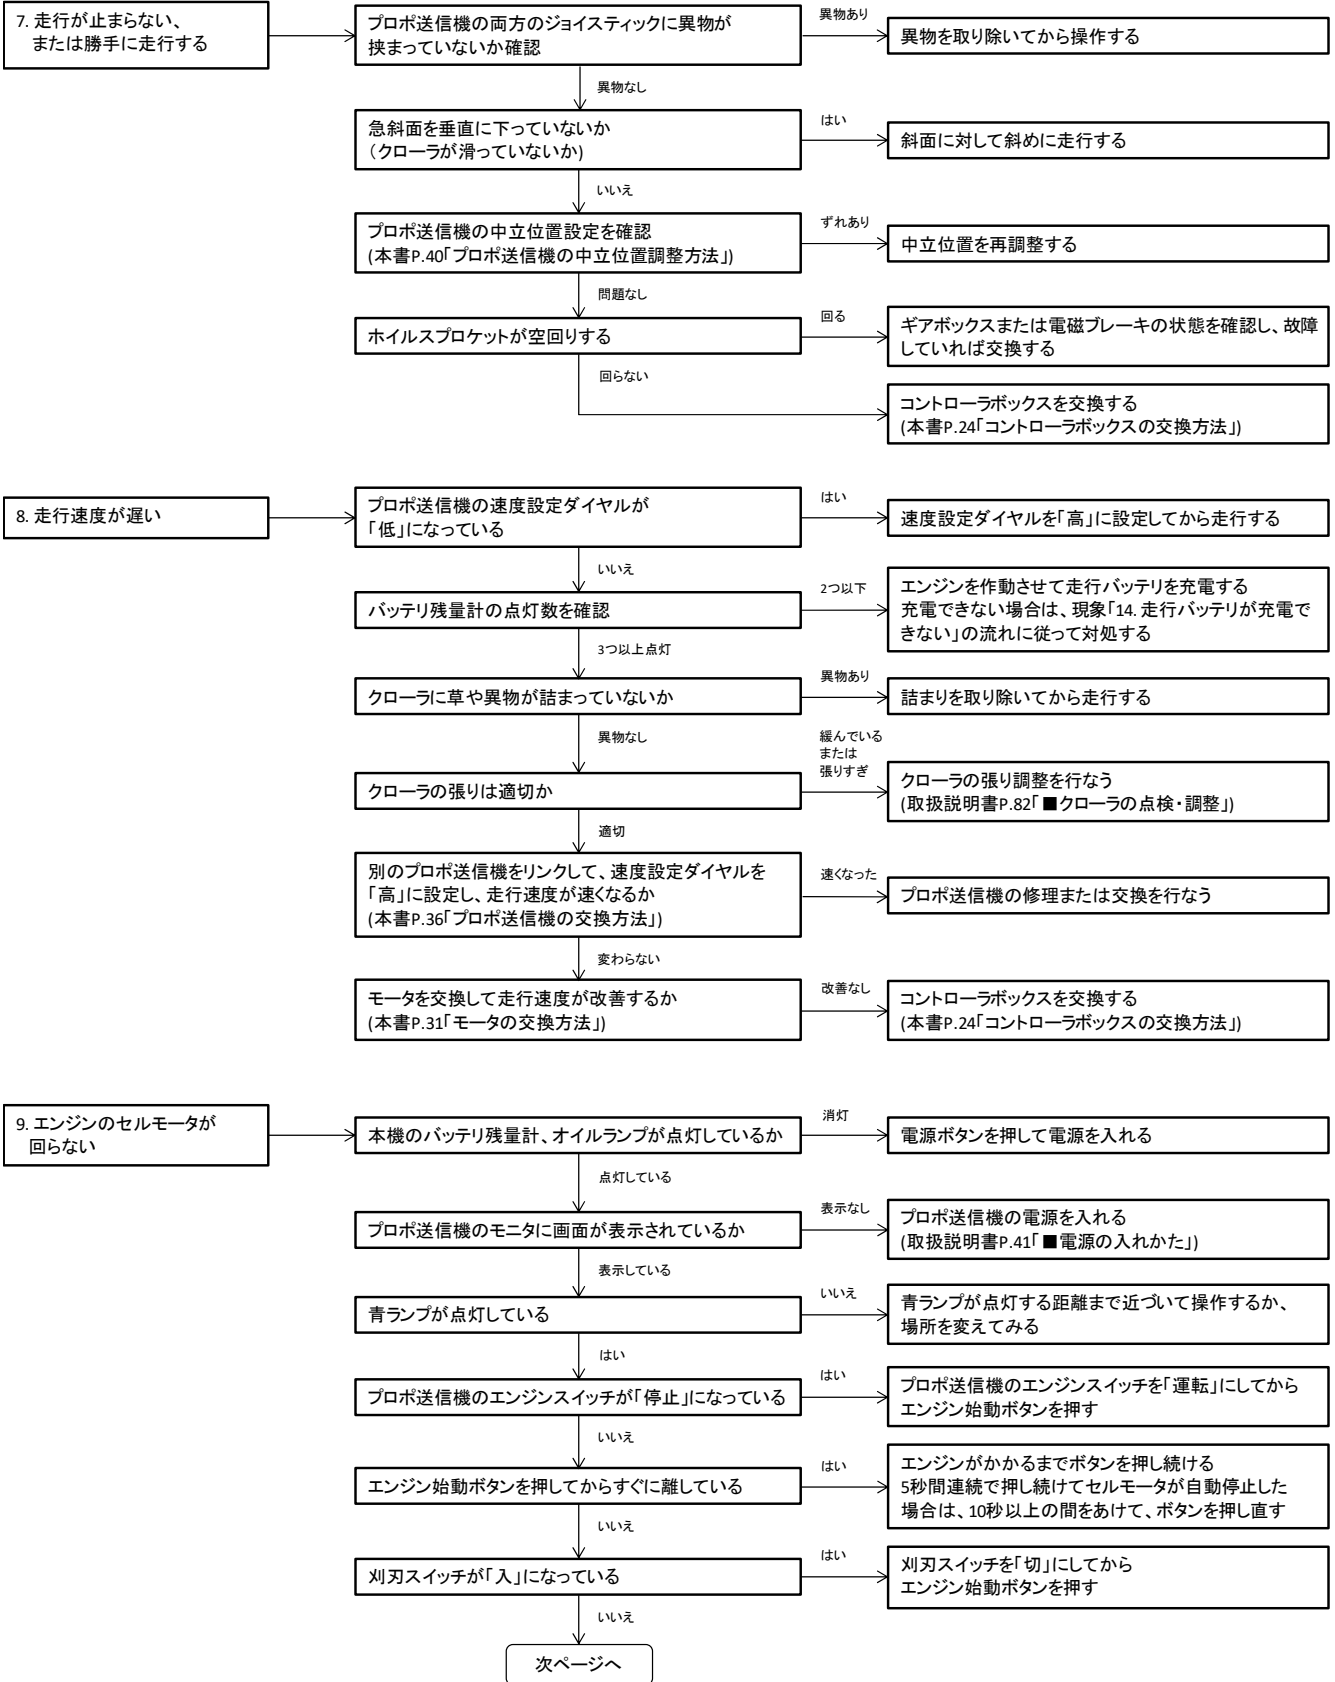 7. 走行が止まらない、
または勝手に走行する
プロポ送信機の両方のジョイスティックに異物が
挟まっていないか確認
異物あり
異物を取り除いてから操作する
異物なし
急斜面を垂直に下っていないか
（クローラが滑っていないか)
はい
斜面に対して斜めに走行する
いいえ
プロポ送信機の中立位置設定を確認
(本書P.40「プロポ送信機の中立位置調整方法」)
ずれあり
中立位置を再調整する
問題なし
ホイルスプロケットが空回りする
回る
ギアボックスまたは電磁ブレーキの状態を確認し、故障
していれば交換する
回らない
コントローラボックスを交換する
(本書P.24「コントローラボックスの交換方法」)
8. 走行速度が遅い
プロポ送信機の速度設定ダイヤルが
「低」になっている
はい
速度設定ダイヤルを「高」に設定してから走行する
いいえ
バッテリ残量計の点灯数を確認
2つ以下
エンジンを作動させて走行バッテリを充電する
充電できない場合は、現象「14. 走行バッテリが充電で
きない」の流れに従って対処する
3つ以上点灯
クローラに草や異物が詰まっていないか
異物あり
詰まりを取り除いてから走行する
異物なし
クローラの張りは適切か
緩んでいる
または
張りすぎ
クローラの張り調整を行なう
(取扱説明書P.82「■クローラの点検・調整」)
適切
別のプロポ送信機をリンクして、速度設定ダイヤルを
「高」に設定し、走行速度が速くなるか
(本書P.36「プロポ送信機の交換方法」)
速くなった
プロポ送信機の修理または交換を行なう
変わらない
モータを交換して走行速度が改善するか
(本書P.31「モータの交換方法」)
改善なし
コントローラボックスを交換する
(本書P.24「コントローラボックスの交換方法」)
9. エンジンのセルモータが
回らない
本機のバッテリ残量計、オイルランプが点灯しているか
消灯
電源ボタンを押して電源を入れる
点灯している
プロポ送信機のモニタに画面が表示されているか
表示なし
プロポ送信機の電源を入れる
(取扱説明書P.41「■電源の入れかた」)
表示している
青ランプが点灯している
いいえ
青ランプが点灯する距離まで近づいて操作するか、
場所を変えてみる
はい
プロポ送信機のエンジンスイッチが「停止」になっている
はい
プロポ送信機のエンジンスイッチを「運転」にしてから
エンジン始動ボタンを押す
いいえ
エンジン始動ボタンを押してからすぐに離している
はい
エンジンがかかるまでボタンを押し続ける
5秒間連続で押し続けてセルモータが自動停止した
場合は、10秒以上の間をあけて、ボタンを押し直す
いいえ
刈刃スイッチが「入」になっている
はい
刈刃スイッチを「切」にしてから
エンジン始動ボタンを押す
いいえ
次ページへ